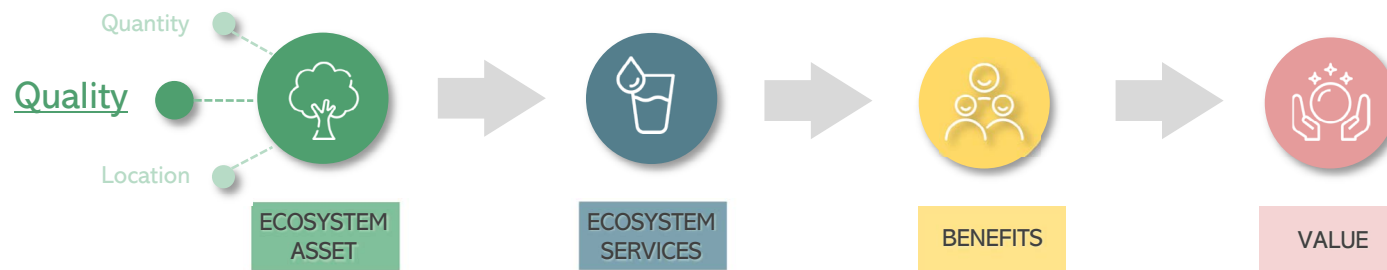 Quantity
Quality
Location
ECOSYSTEM
ASSET
ECOSYSTEM
SERVICES
BENEFITS
VALUE